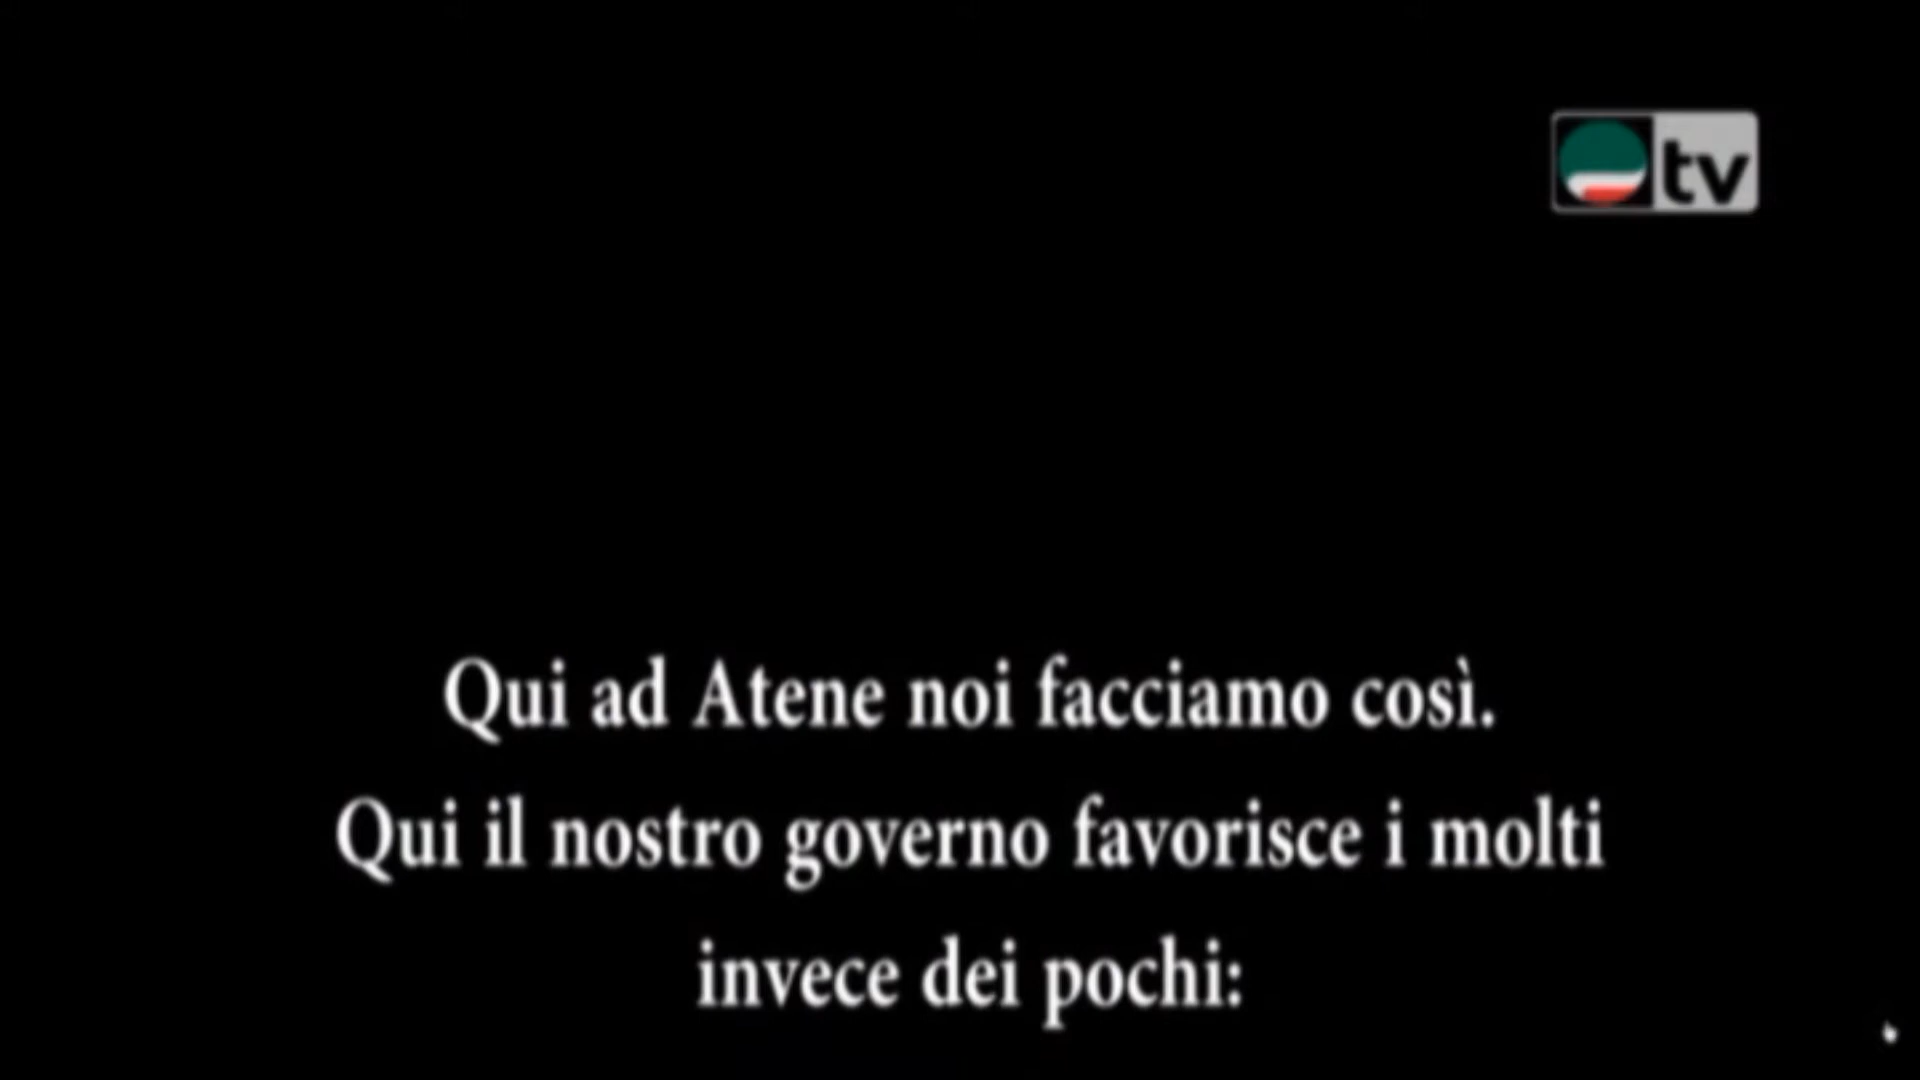 tv
Qui ad Atene noi facciamo così.
Qui il nostro governo favorisce i molti
invece dei pochi: